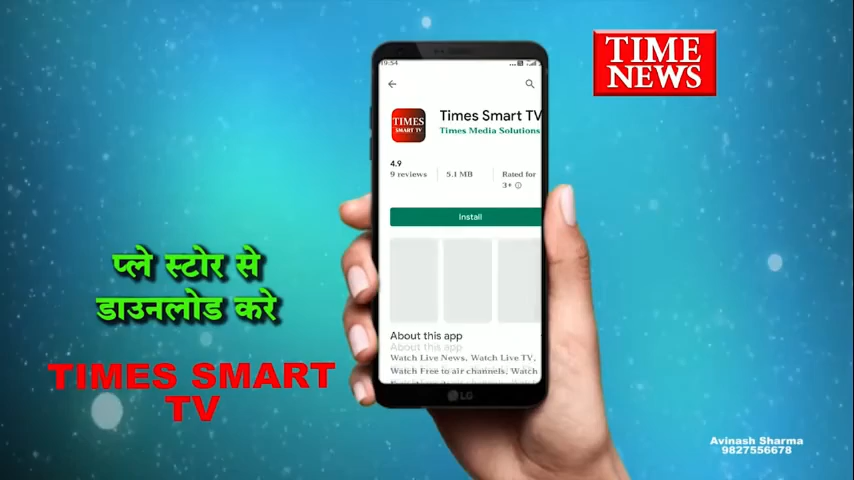 TIME
NEWS
19:54
Times Smart TV
Times Media Solutions
TIMES
SMART TV
4.9
9 reviews
5.1 MB
Rated for
3+
Install
About this app
About this app
Watch Live News, Watch Live TV,
Watch Free to air channels, Watch
LG
प्ले स्टोर से
डाउनलोड करे
TIMES SMART
TV
Avinash Sharma
9827556678